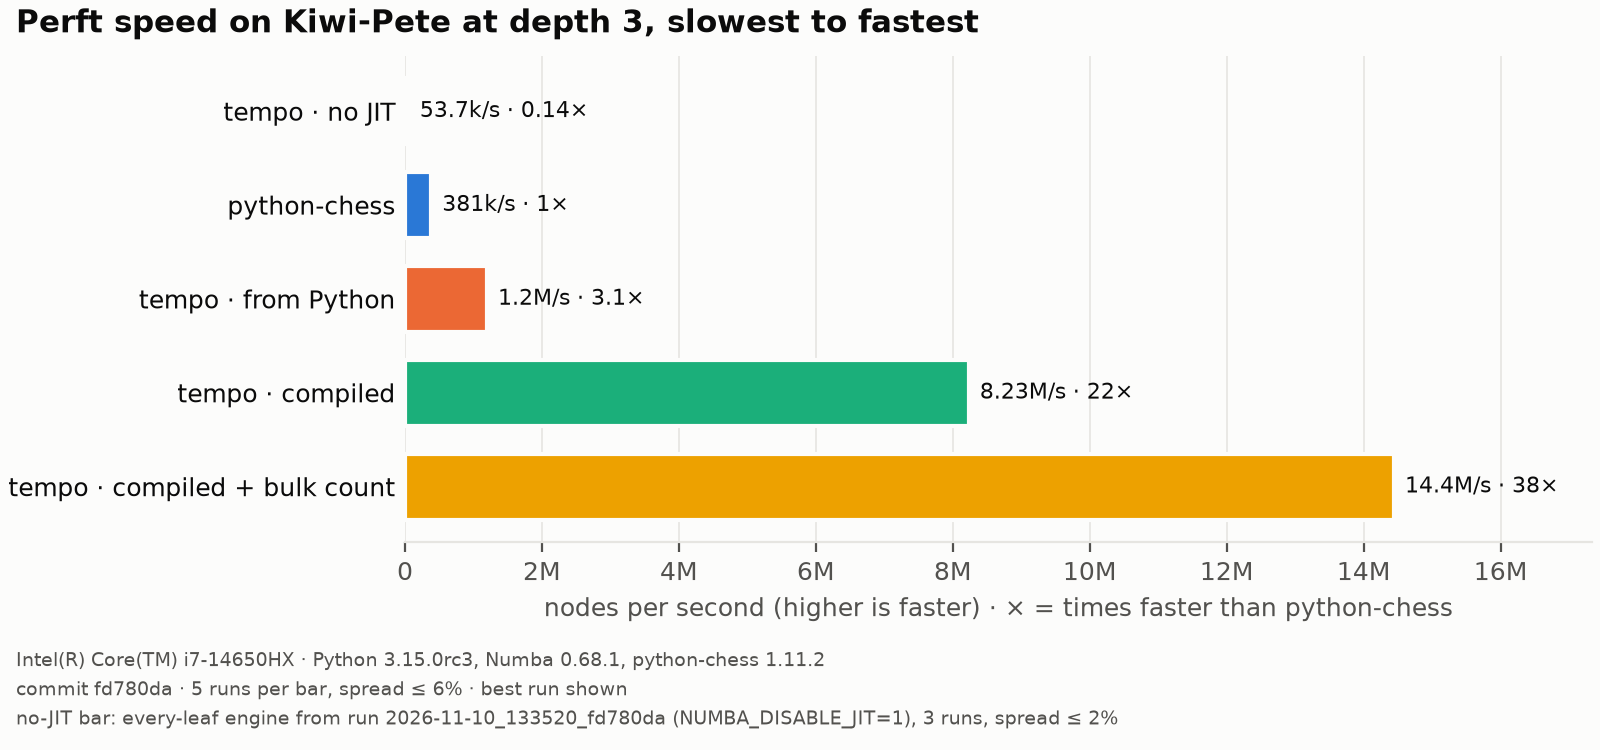 Perft speed on Kiwi-Pete at depth 3, slowest to fastest
tempo · no JIT
53.7k/s · 0.14×
python-chess
381k/s · 1×
tempo · from Python
1.2M/s · 3.1×
tempo · compiled
8.23M/s · 22×
tempo · compiled + bulk count
14.4M/s · 38×
0 2M 4M 6M 8M 10M 12M 14M 16M
nodes per second (higher is faster) · × = times faster than python-chess
Intel(R) Core(TM) i7-14650HX · Python 3.15.0rc3, Numba 0.68.1, python-chess 1.11.2
commit fd780da · 5 runs per bar, spread ≤ 6% · best run shown
no-JIT bar: every-leaf engine from run 2026-11-10_133520_fd780da (NUMBA_DISABLE_JIT=1), 3 runs, spread ≤ 2%